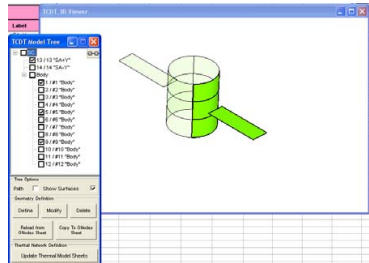 TCDT 3D Viewer
Label
TCDT Model Tree
SC
13 / 13 "SA+Y"
14 / 14 "SA-Y"
Body
1 / #1 "Body"
2 / #2 "Body"
3 / #3 "Body"
4 / #4 "Body"
5 / #5 "Body"
6 / #6 "Body"
7 / #7 "Body"
8 / #8 "Body"
9 / #9 "Body"
10 / #10 "Body"
11 / #11 "Body"
12 / #12 "Body"
Tree Options
Path Show Surfaces
Geometry Definition
Define Modify Delete
Reload from GNodes Sheet Copy To GNodes Sheet
Thermal Network Definition
Update Thermal Model Sheets